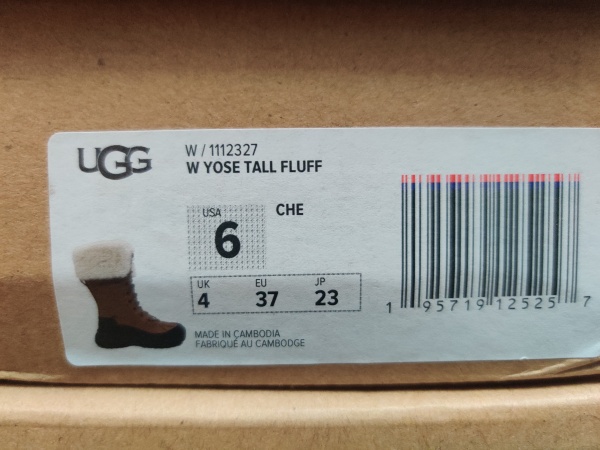 UGG
W / 1112327
W YOSE TALL FLUFF
USA
6
CHE
UK EU JP
4 37 23
MADE IN CAMBODIA
FABRIQUÉ AU CAMBODGE
1 95719 12525 7